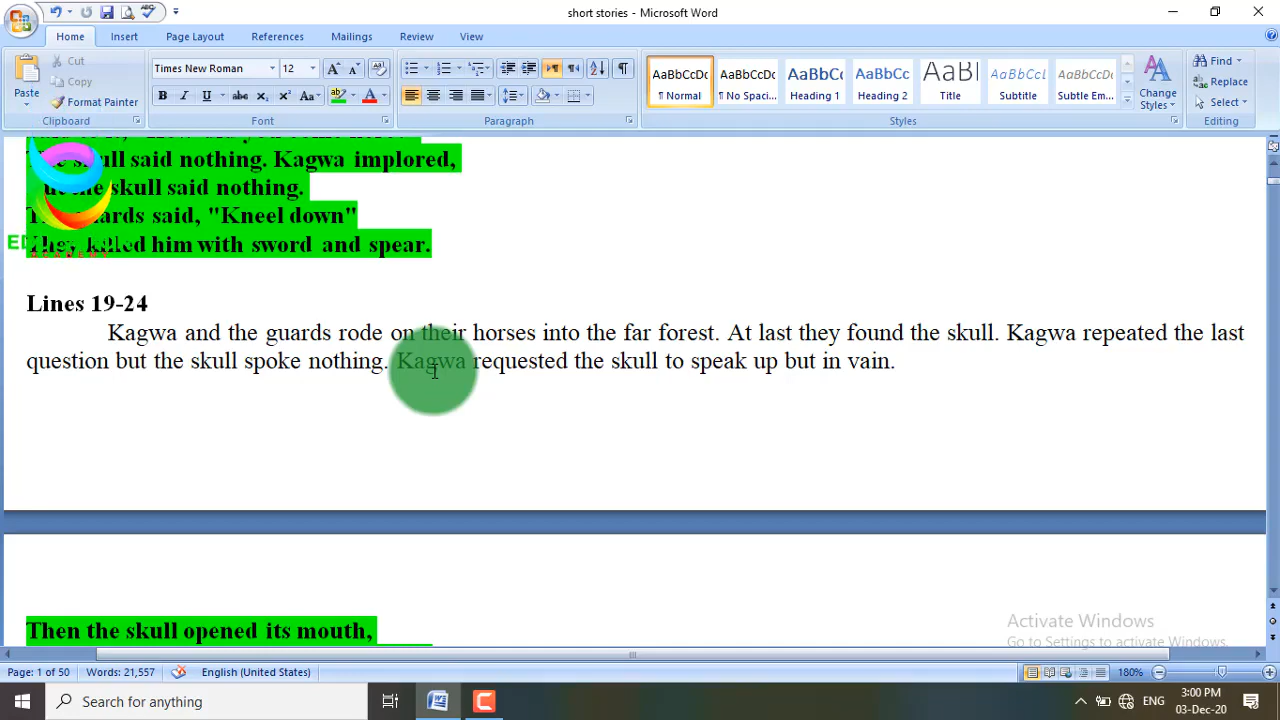 short stories - Microsoft Word
Home Insert Page Layout References Mailings Review View
Paste
Cut
Copy
Format Painter
Clipboard
Times New Roman 12
Font
Paragraph
AaBbCcDc ¶ Normal
AaBbCcDc ¶ No Spaci...
AaBbCc Heading 1
AaBbCc Heading 2
Title
AaBbCcL Subtitle
AaBbCcDc Subtle Em...
Change Styles
Styles
Find
Replace
Select
Editing
skull said nothing. Kagwa implored,
the skull said nothing.
said, "Kneel down"
They killed him with sword and spear.
Lines 19-24
Kagwa and the guards rode on their horses into the far forest. At last they found the skull. Kagwa repeated the last
question but the skull spoke nothing. Kagwa requested the skull to speak up but in vain.
Then the skull opened its mouth,
Activate Windows
Go to Settings to activate Windows.
Page: 1 of 50 Words: 21,557 English (United States) 180%
Search for anything
ENG
3:00 PM
03-Dec-20